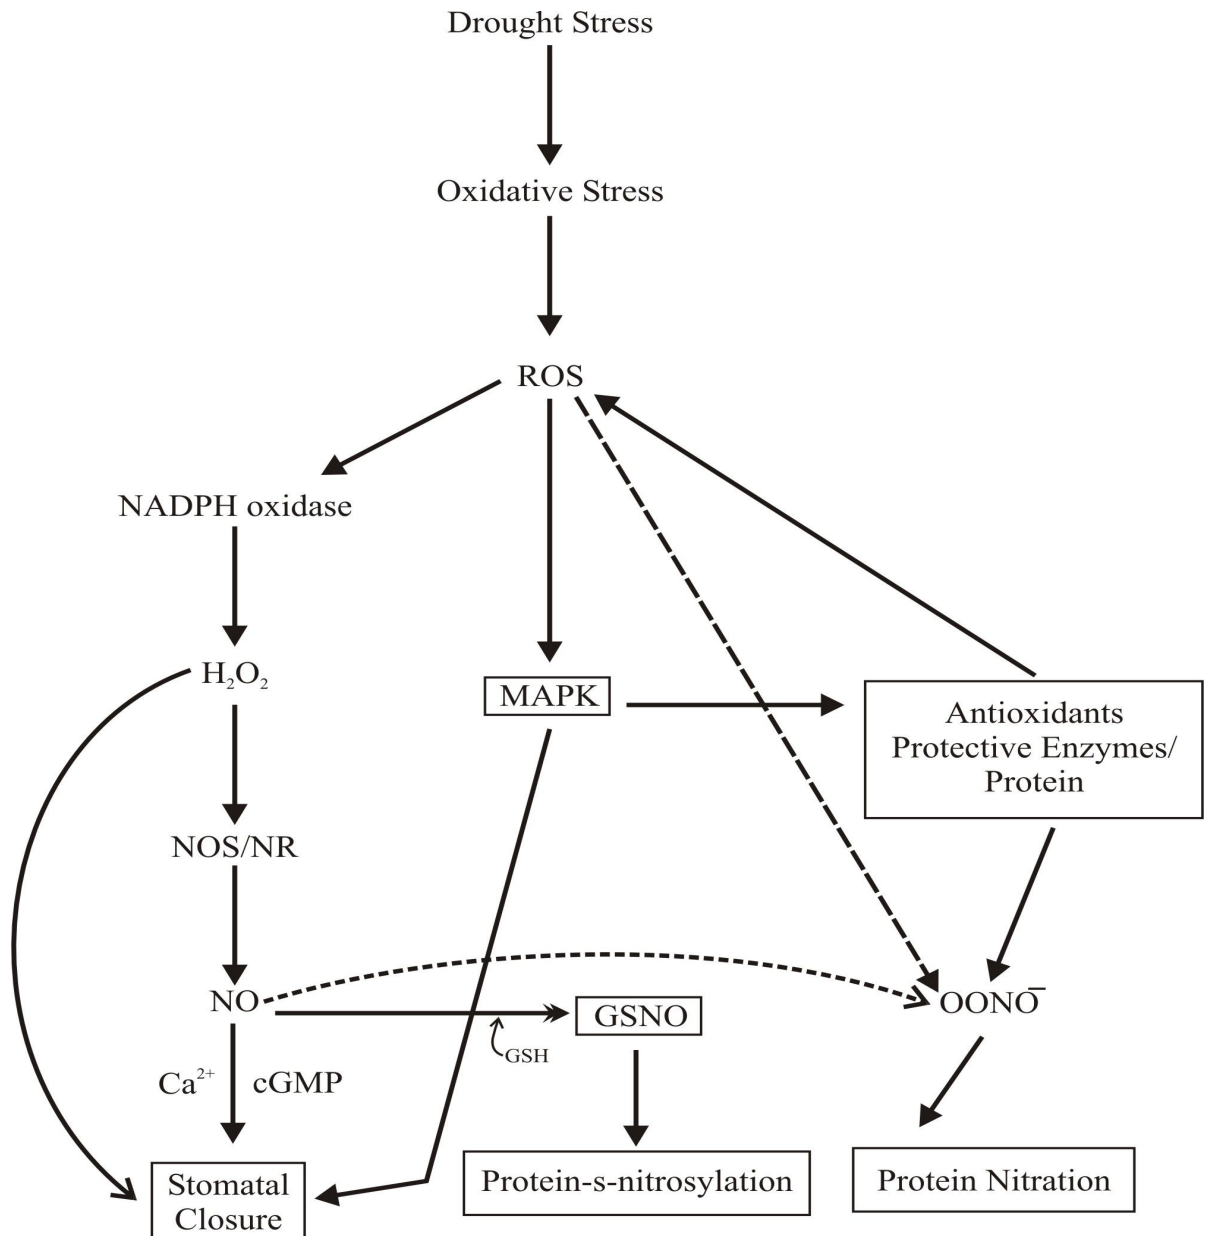 Drought Stress
Oxidative Stress
ROS
NADPH oxidase
H₂O₂
MAPK
Antioxidants
Protective Enzymes/
Protein
NOS/NR
NO
GSNO
OONO⁻
GSH
Ca²⁺ cGMP
Stomatal
Closure
Protein-s-nitrosylation
Protein Nitration